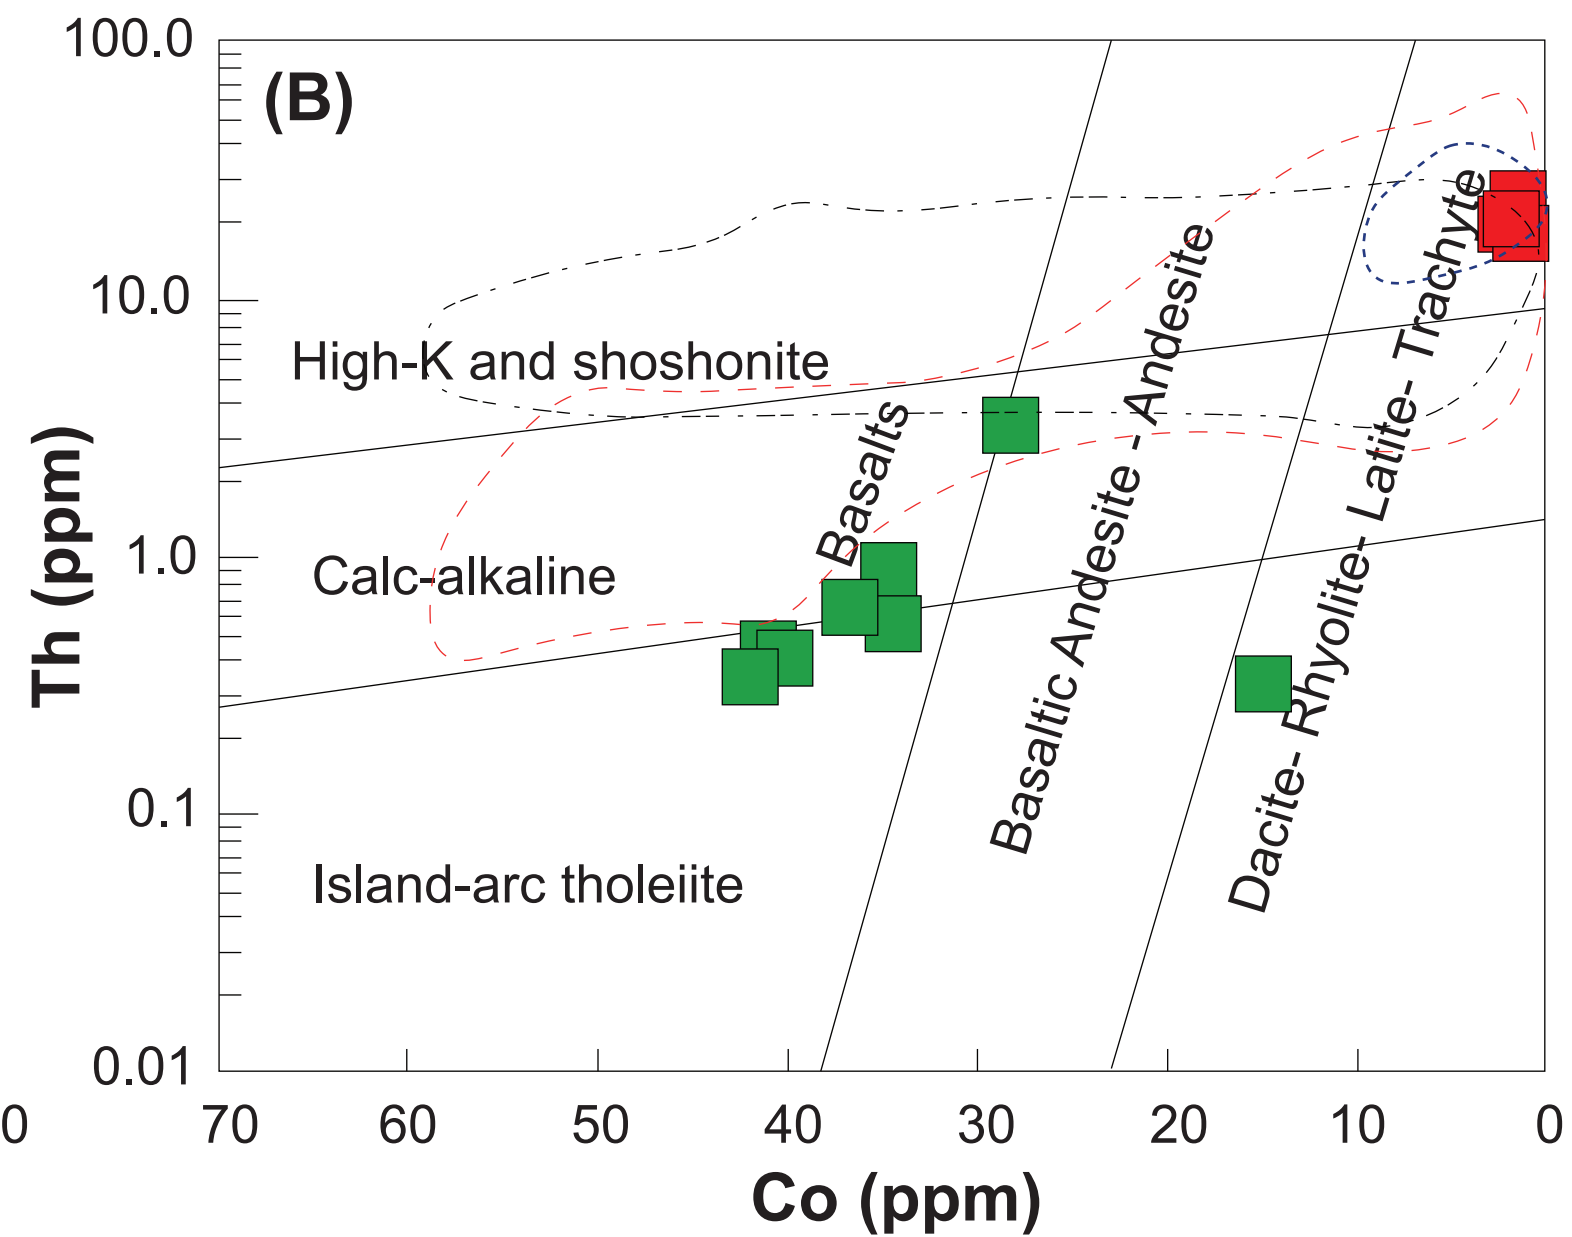 100.0
(B)
10.0
High-K and shoshonite
Basalts
Basaltic Andesite - Andesite
Dacite- Rhyolite- Latite- Trachyte
Th (ppm)
1.0
Calc-alkaline
0.1
Island-arc tholeiite
0.01
0
70
60
50
40
30
20
10
0
Co (ppm)